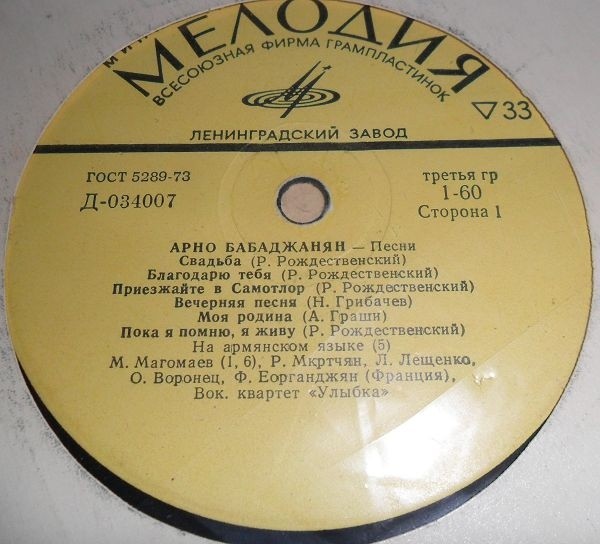 МЕЛОДИЯ
ВСЕСОЮЗНАЯ ФИРМА ГРАМПЛАСТИНОК
33
ЛЕНИНГРАДСКИЙ ЗАВОД
ГОСТ 5289-73
третья гр
Д-034007
1-60
Сторона 1
АРНО БАБАДЖАНЯН — Песни
Свадьба (Р. Рождественский)
Благодарю тебя (Р. Рождественский)
Приезжайте в Самотлор (Р. Рождественский)
Вечерняя песня (Н. Грибачев)
Моя родина (А. Граши)
Пока я помню, я живу (Р. Рождественский)
На армянском языке (5)
М. Магомаев (1, 6), Р. Мкртчян, Л. Лещенко,
О. Воронец, Ф. Еорганджян (Франция),
Вок. квартет «Улыбка»